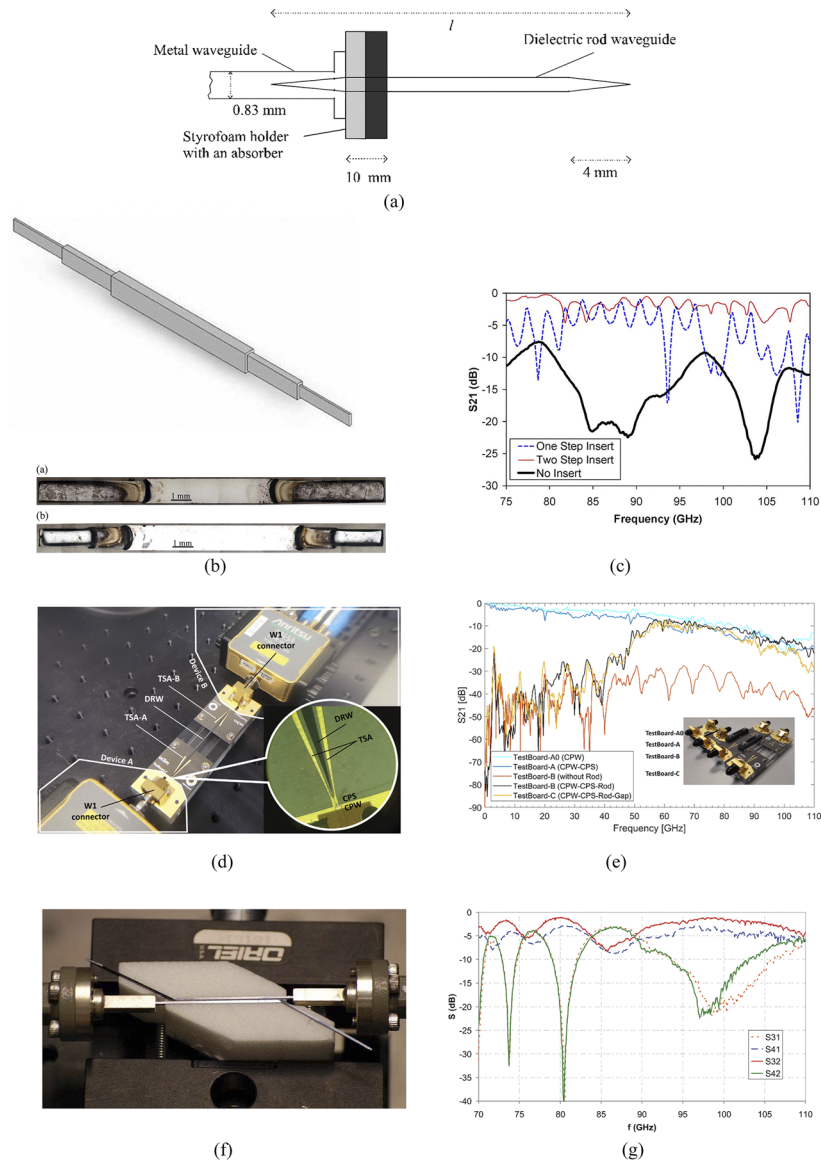 l
Metal waveguide
Dielectric rod waveguide
0.83 mm
Styrofoam holder
with an absorber
10 mm
4 mm
(a)
(a)
1 mm
(b)
1 mm
(b)
0
-5
-10
-15
-20
-25
-30
S21 (dB)
One Step Insert
Two Step Insert
No Insert
75 80 85 90 95 100 105 110
Frequency (GHz)
(c)
Anritsu
W1
connector
Device B
TSA-B
DRW
TSA-A
Device A
W1
connector
DRW
TSA
CPS
CPW
(d)
0
-10
-20
-30
-40
-50
-60
-70
-80
-90
S21 [dB]
TestBoard-A0
TestBoard-A
TestBoard-B
TestBoard-C
TestBoard-A0 (CPW)
TestBoard-A (CPW-CPS)
TestBoard-B (without Rod)
TestBoard-B (CPW-CPS-Rod)
TestBoard-C (CPW-CPS-Rod-Gap)
0 10 20 30 40 50 60 70 80 90 100 110
Frequency [GHz]
(e)
ORIEL
(f)
0
-5
-10
-15
-20
-25
-30
-35
-40
S (dB)
S31
S41
S32
S42
70 75 80 85 90 95 100 105 110
f (GHz)
(g)